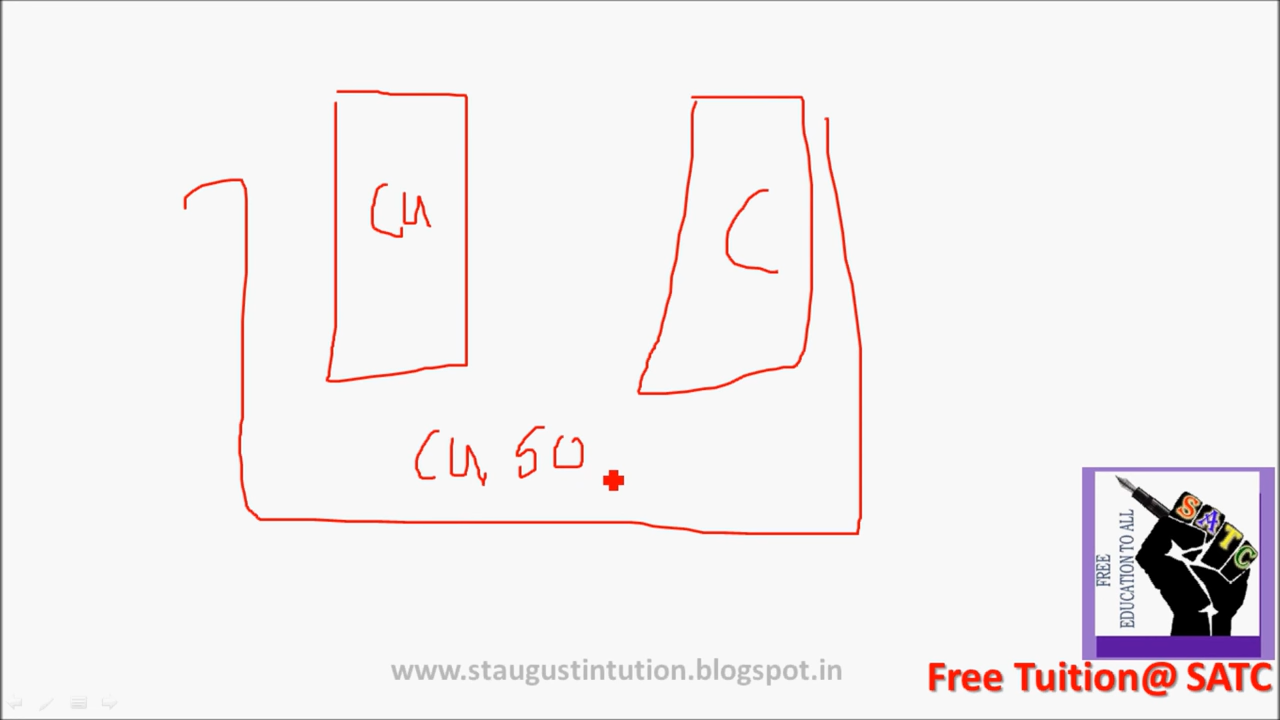 Cu
C
Cu SO
SATC
FREE
EDUCATION TO ALL
www.staugustintution.blogspot.in
Free Tuition@ SATC